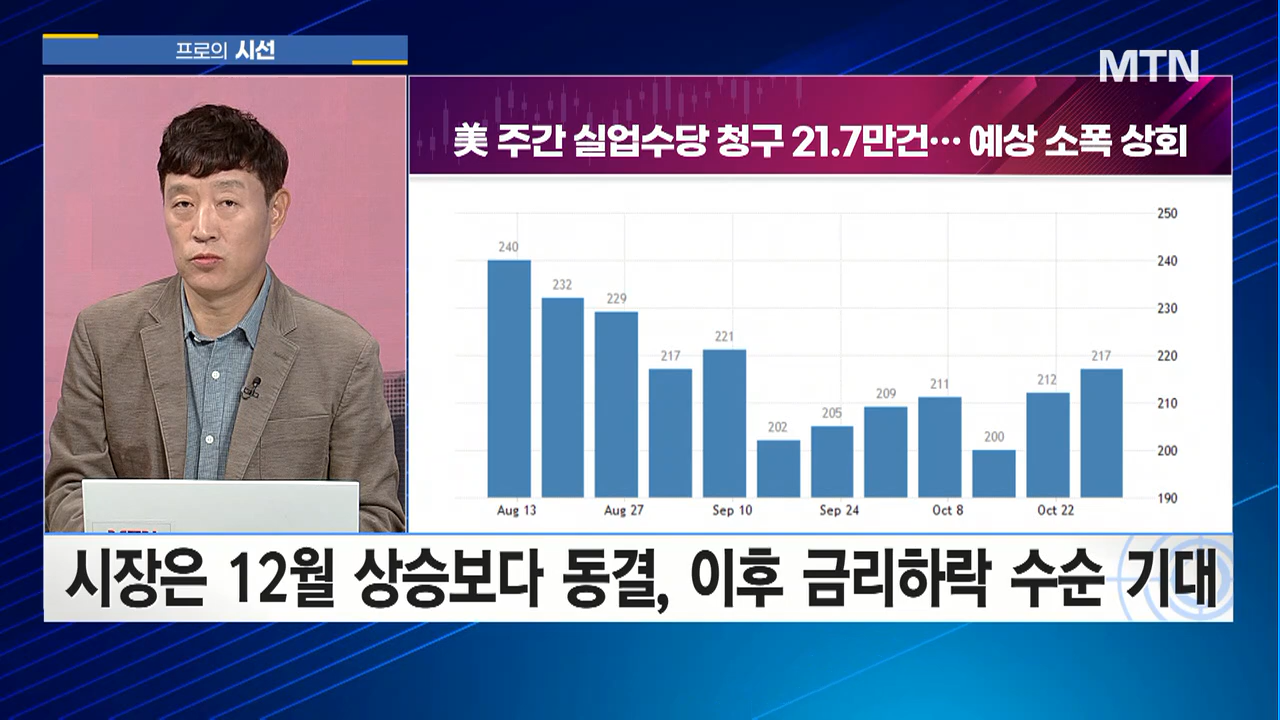 프로의 시선
MTN
美 주간 실업수당 청구 21.7만건… 예상 소폭 상회
250
240
230
220
210
200
190
240
232
229
217
221
202
205
209
211
200
212
217
Aug 13
Aug 27
Sep 10
Sep 24
Oct 8
Oct 22
MTN
시장은 12월 상승보다 동결, 이후 금리하락 수순 기대